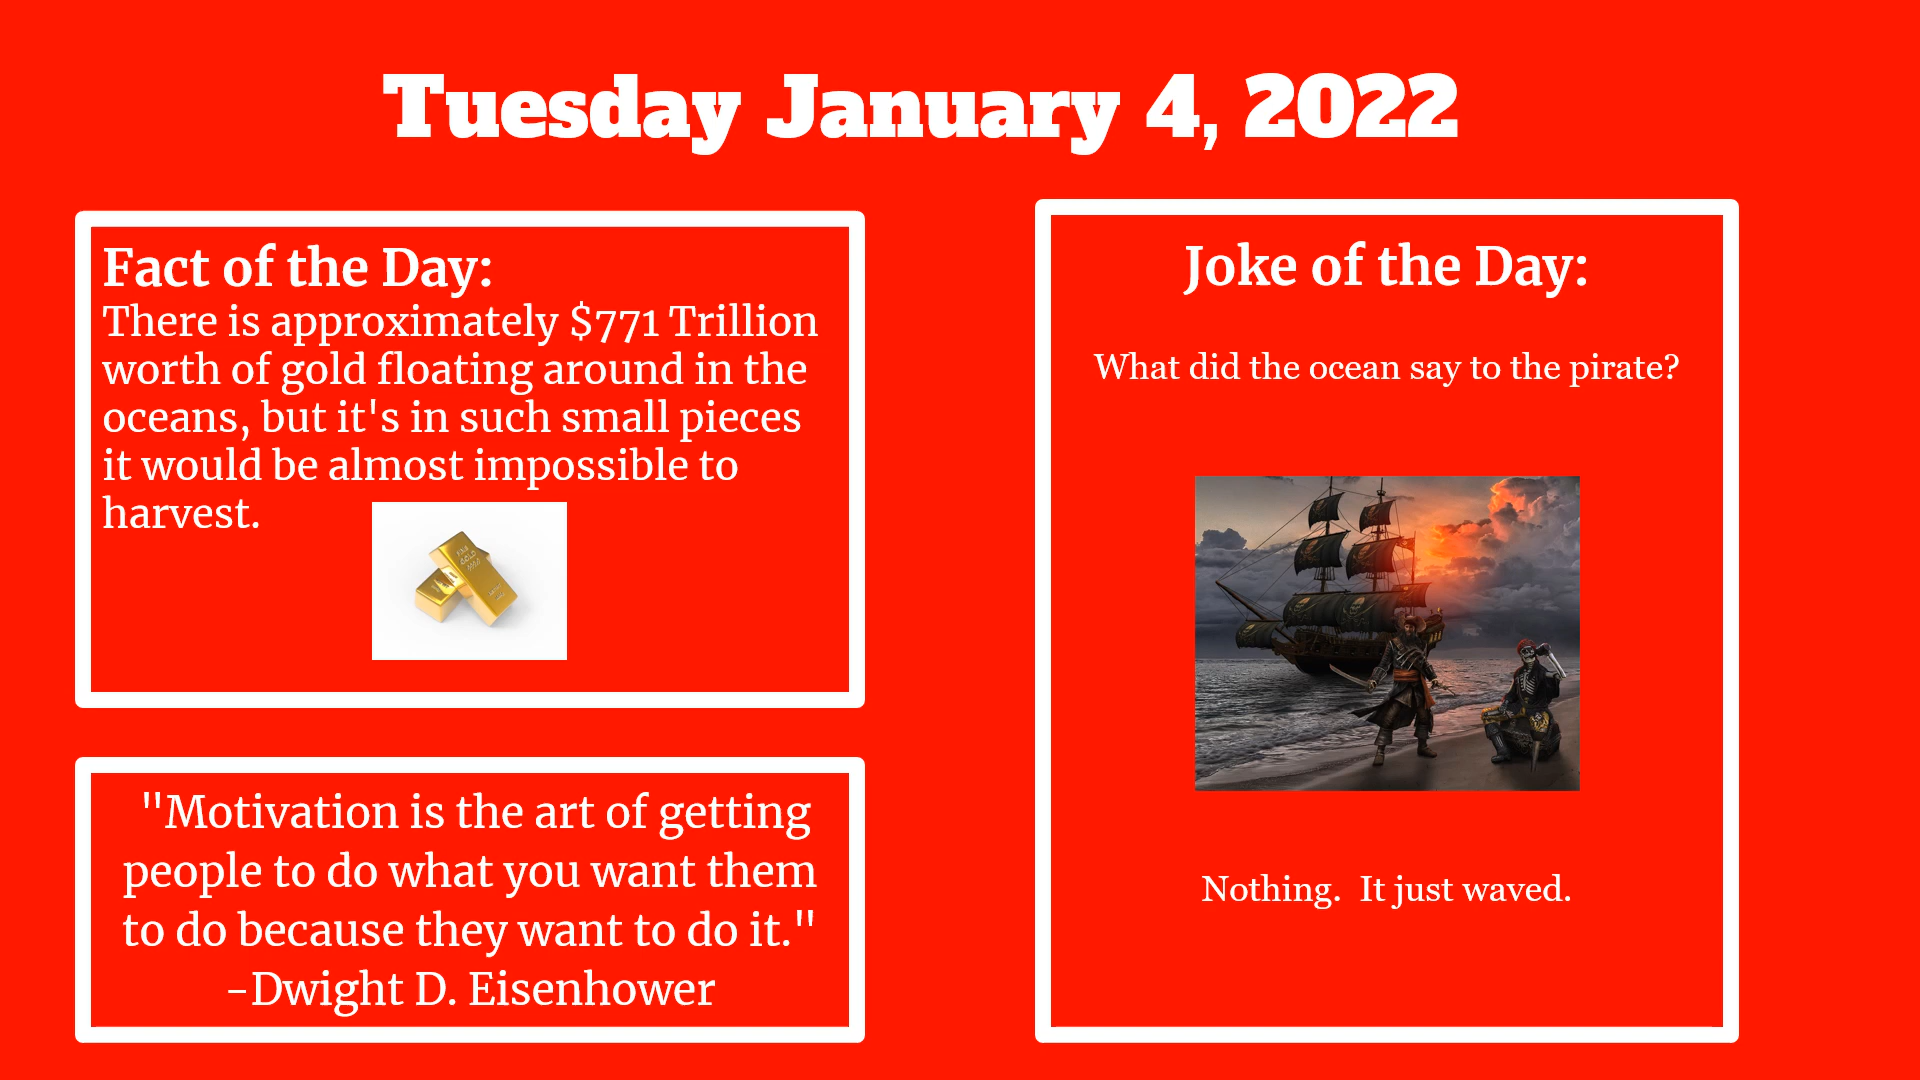 Tuesday January 4, 2022
Fact of the Day:
There is approximately $771 Trillion
worth of gold floating around in the
oceans, but it's in such small pieces
it would be almost impossible to
harvest.
"Motivation is the art of getting
people to do what you want them
to do because they want to do it."
-Dwight D. Eisenhower
Joke of the Day:
What did the ocean say to the pirate?
Nothing.  It just waved.